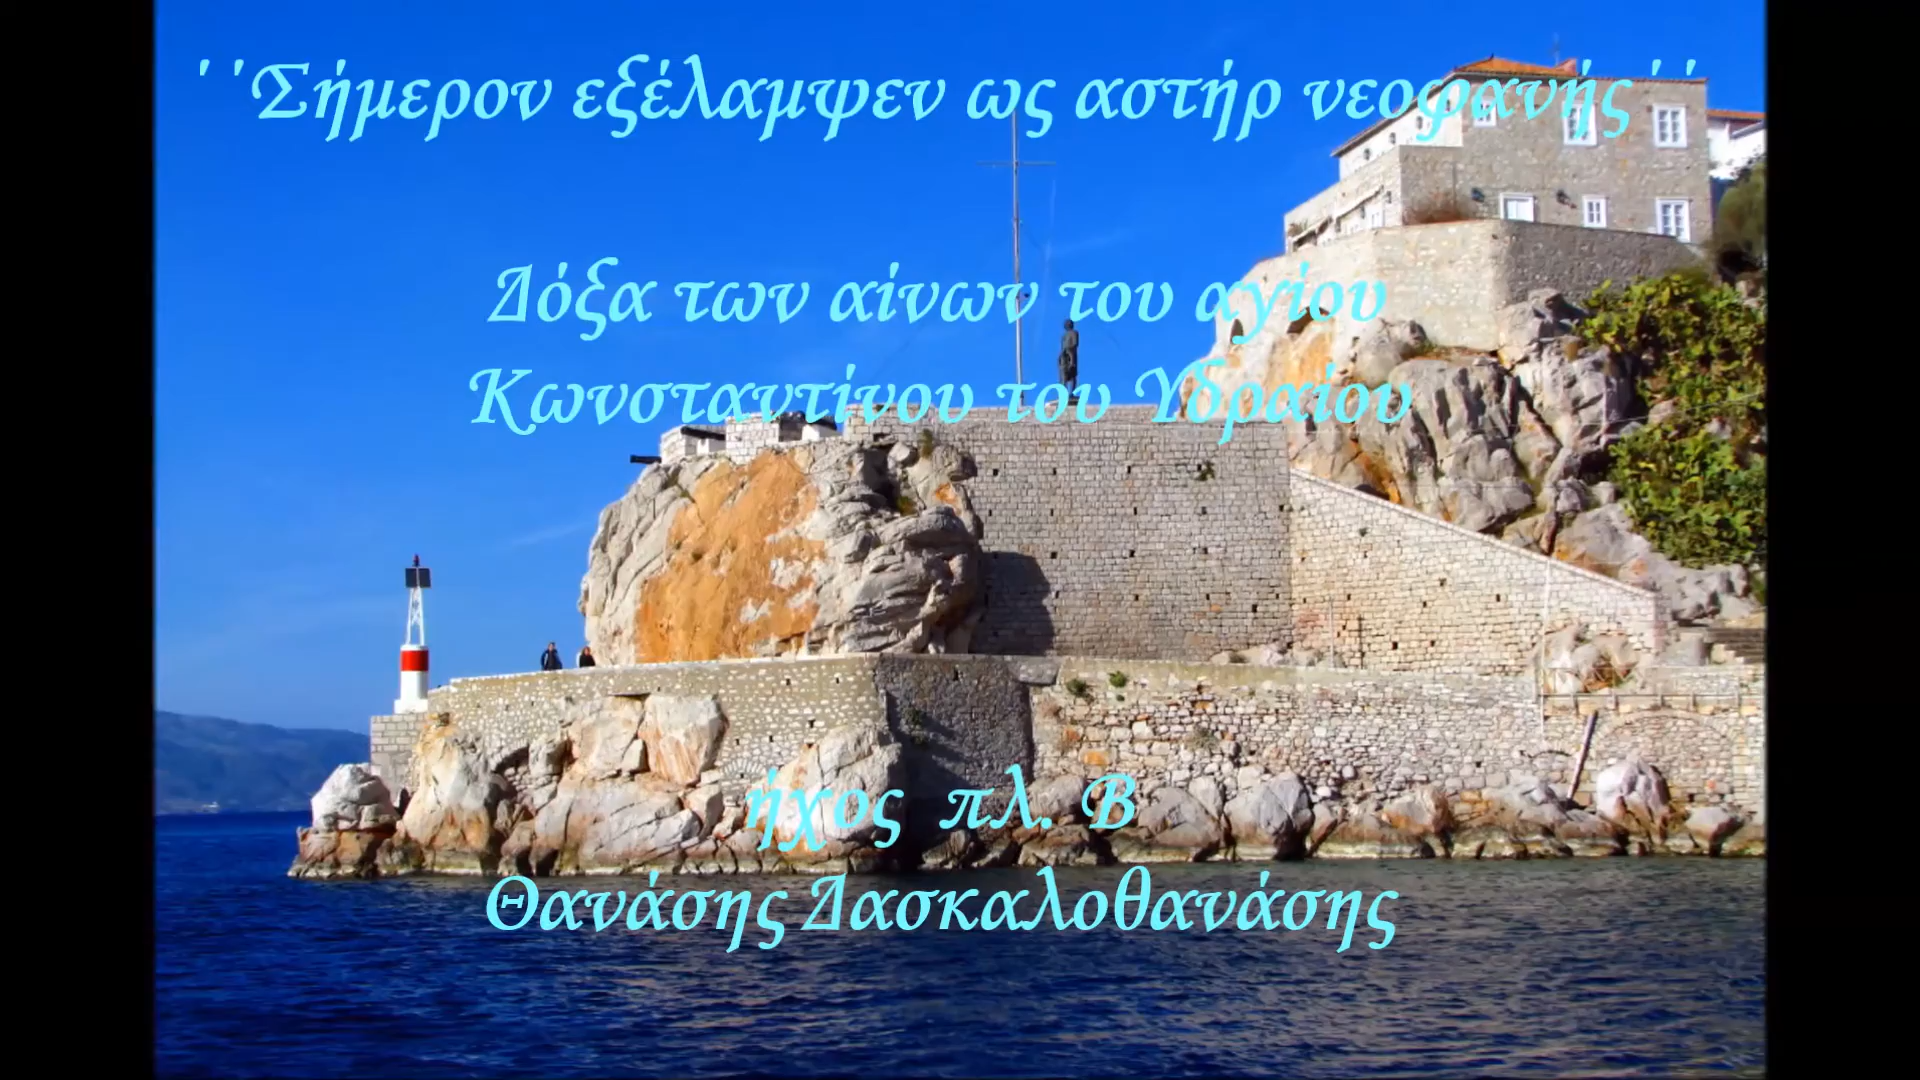 ΄΄Σήμερον εξέλαμψεν ως αστήρ νεοφανής΄΄
Δόξα των αίνων του αγίου
Κωνσταντίνου του Υδραίου
ήχος πλ. Β
Θανάσης Δασκαλοθανάσης